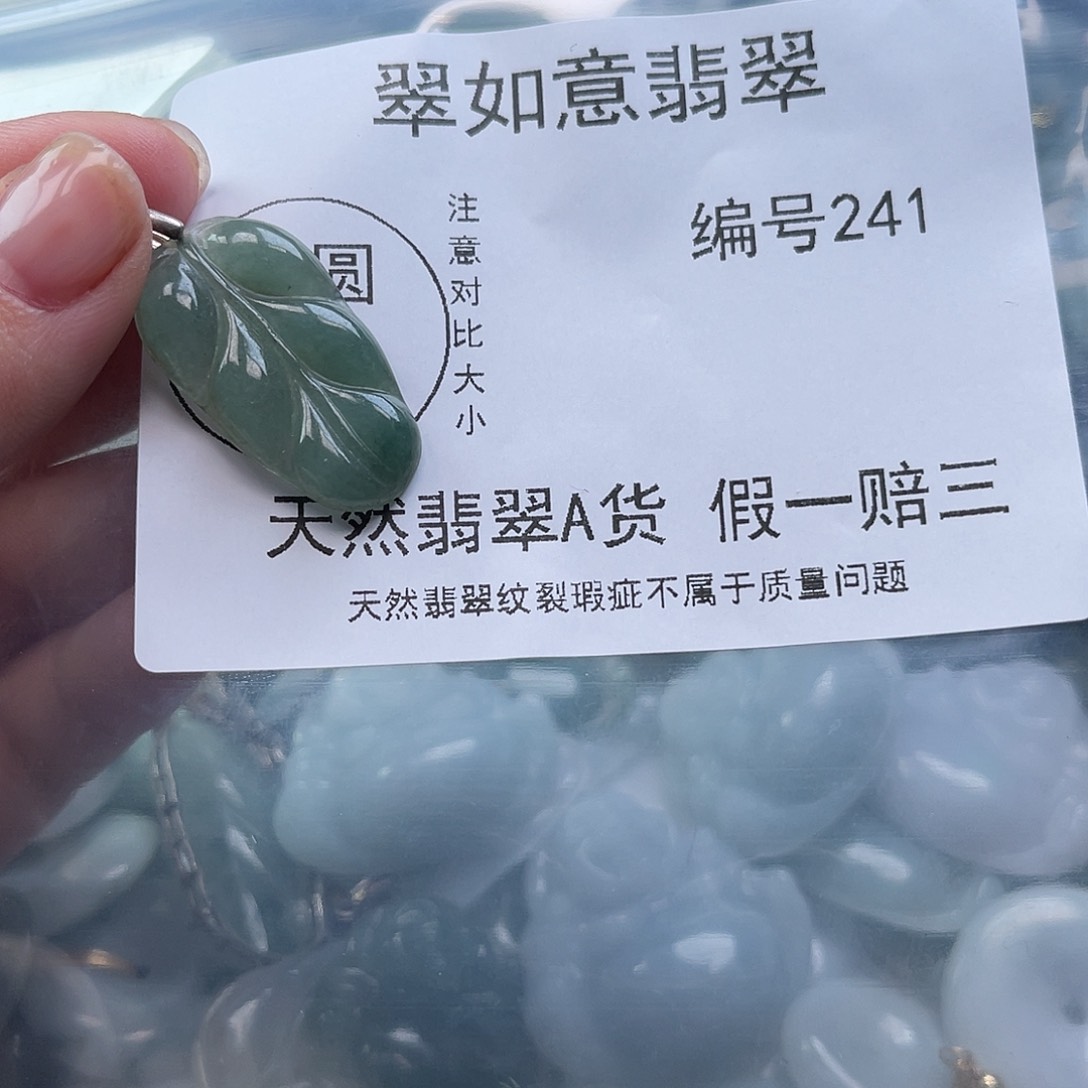 翠如意翡翠
编号241
圆
注意对比大小
天然翡翠A货 假一赔三
天然翡翠纹裂瑕疵不属于质量问题